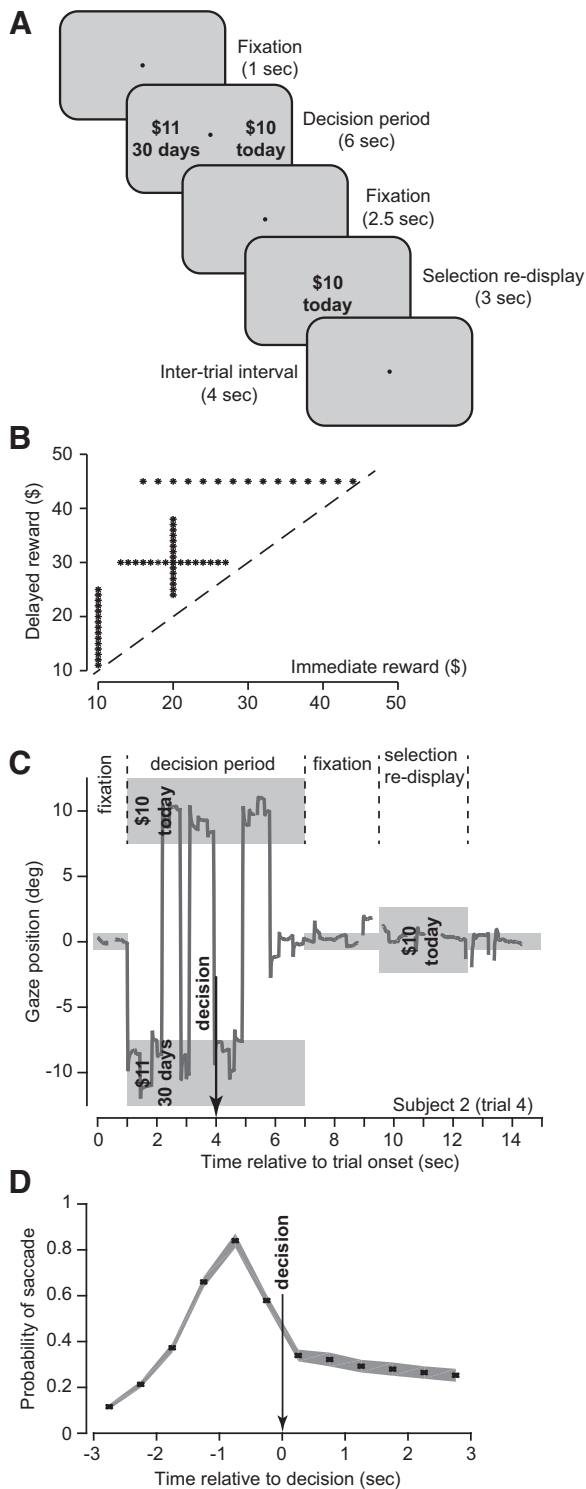 A
Fixation
(1 sec)
$11
30 days
$10
today
Decision period
(6 sec)
Fixation
(2.5 sec)
$10
today
Selection re-display
(3 sec)
Inter-trial interval
(4 sec)
B
Delayed reward ($)
50
40
30
20
10
Immediate reward ($)
10
20
30
40
50
C
fixation
decision period
fixation
selection
re-display
Gaze position (deg)
10
5
0
-5
-10
$10
today
decision
$11
30 days
$10
today
Subject 2 (trial 4)
0
2
4
6
8
10
12
14
Time relative to trial onset (sec)
D
Probability of saccade
1
0.8
0.6
0.4
0.2
0
decision
-3
-2
-1
0
1
2
3
Time relative to decision (sec)